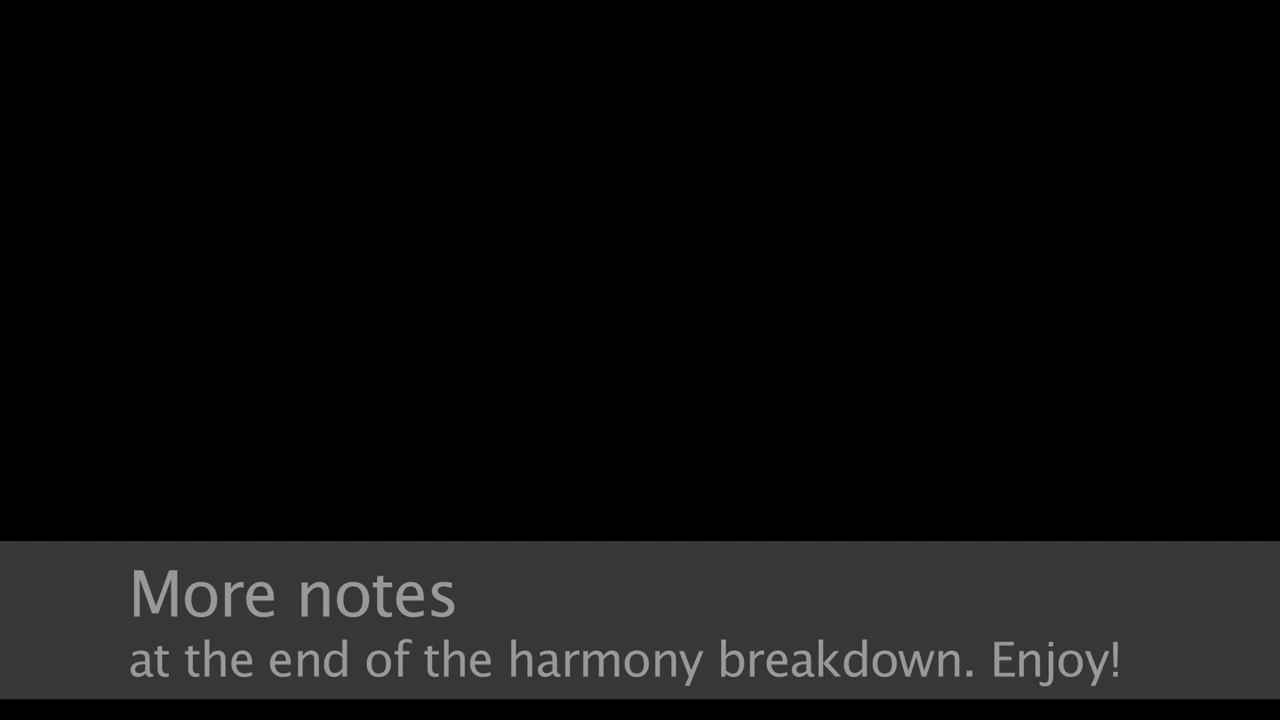 More notes
at the end of the harmony breakdown. Enjoy!